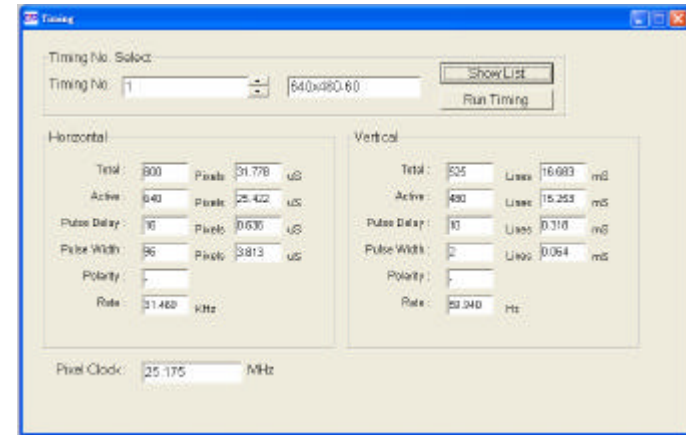 Timing
Timing No. Select
Timing No. 1 640x480-60
Show List
Run Timing
Horizontal
Total : 800 Pixels 31.778 uS
Active : 640 Pixels 25.422 uS
Pulse Delay : 16 Pixels 0.636 uS
Pulse Width : 96 Pixels 3.813 uS
Polarity : -
Rate : 31.469 KHz
Vertical
Total : 525 Lines 16.683 mS
Active : 480 Lines 15.253 mS
Pulse Delay : 10 Lines 0.318 mS
Pulse Width : 2 Lines 0.064 mS
Polarity : -
Rate : 59.940 Hz
Pixel Clock : 25.175 MHz